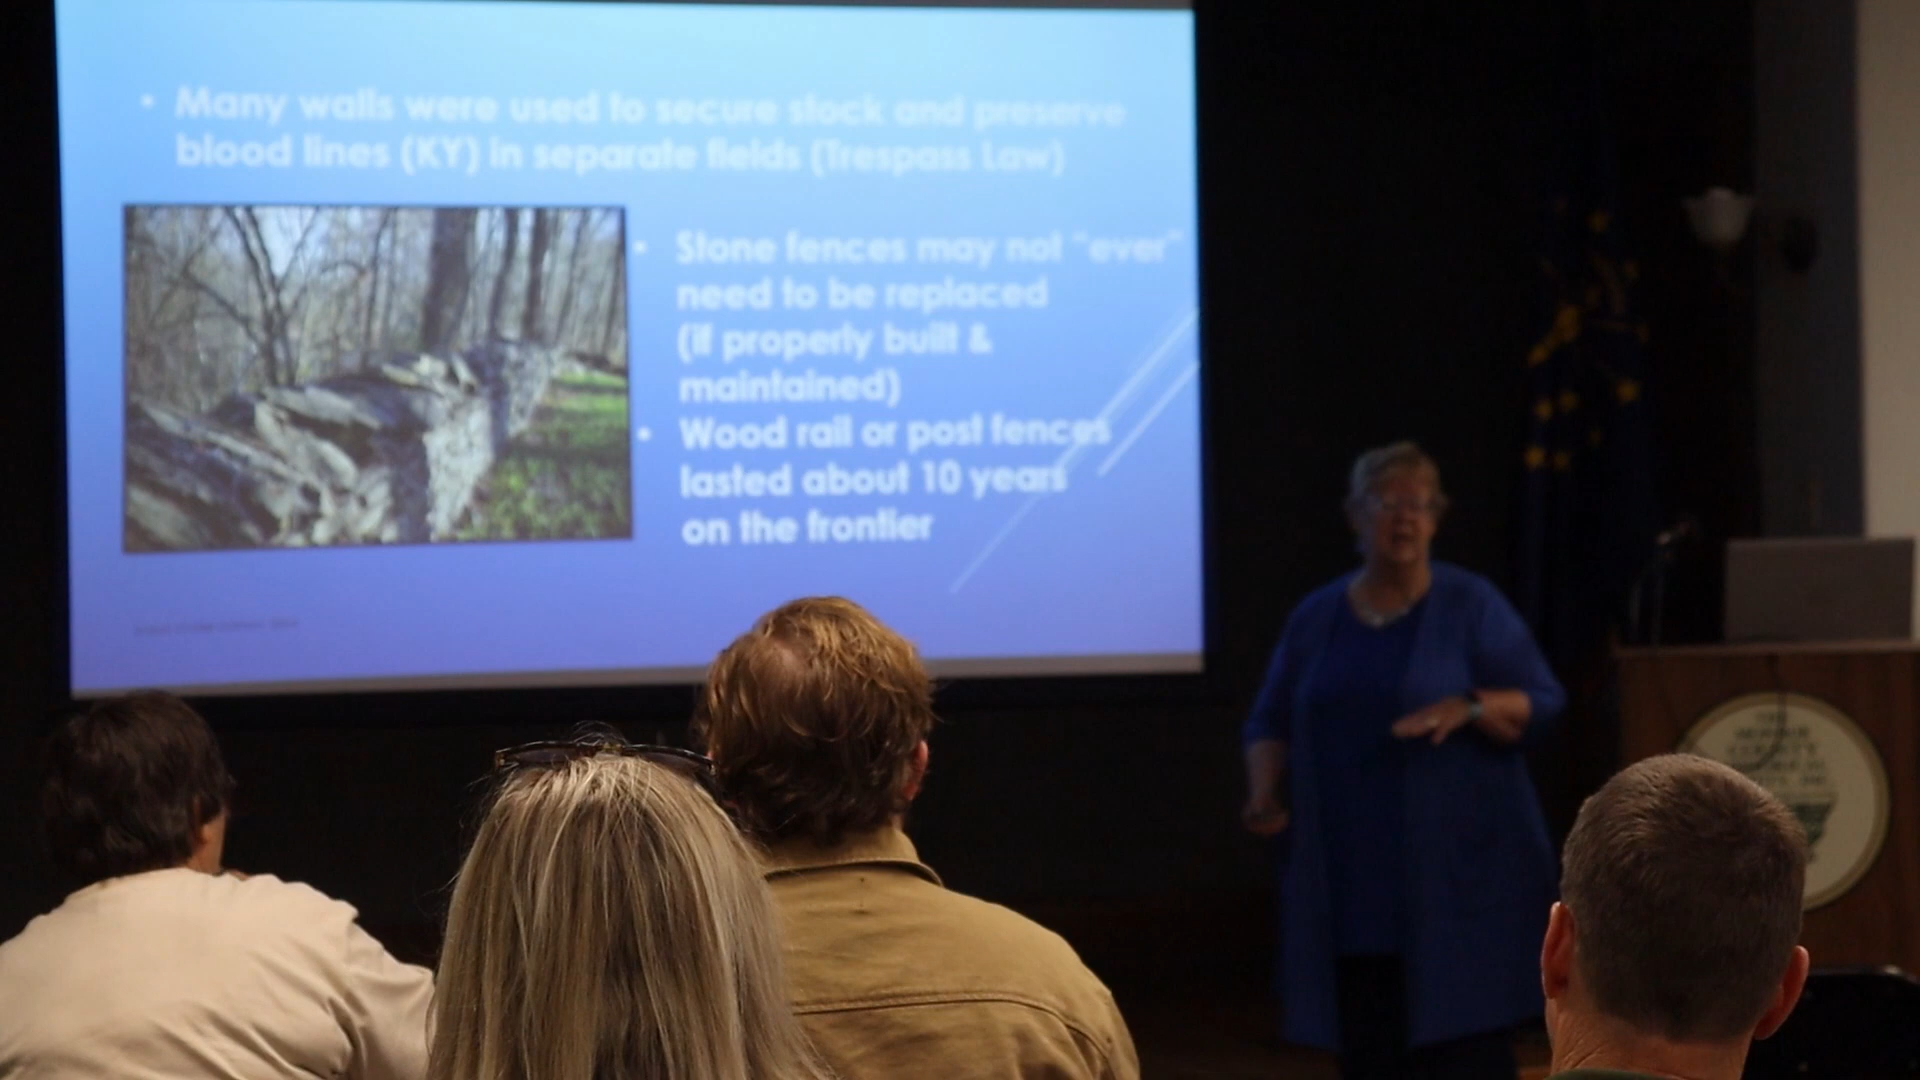 • Many walls were used to secure stock and preserve
blood lines (KY) in separate fields (Trespass Law)
• Stone fences may not “ever”
need to be replaced
(if properly built &
maintained)
• Wood rail or post fences
lasted about 10 years
on the frontier
THE
COUNTY